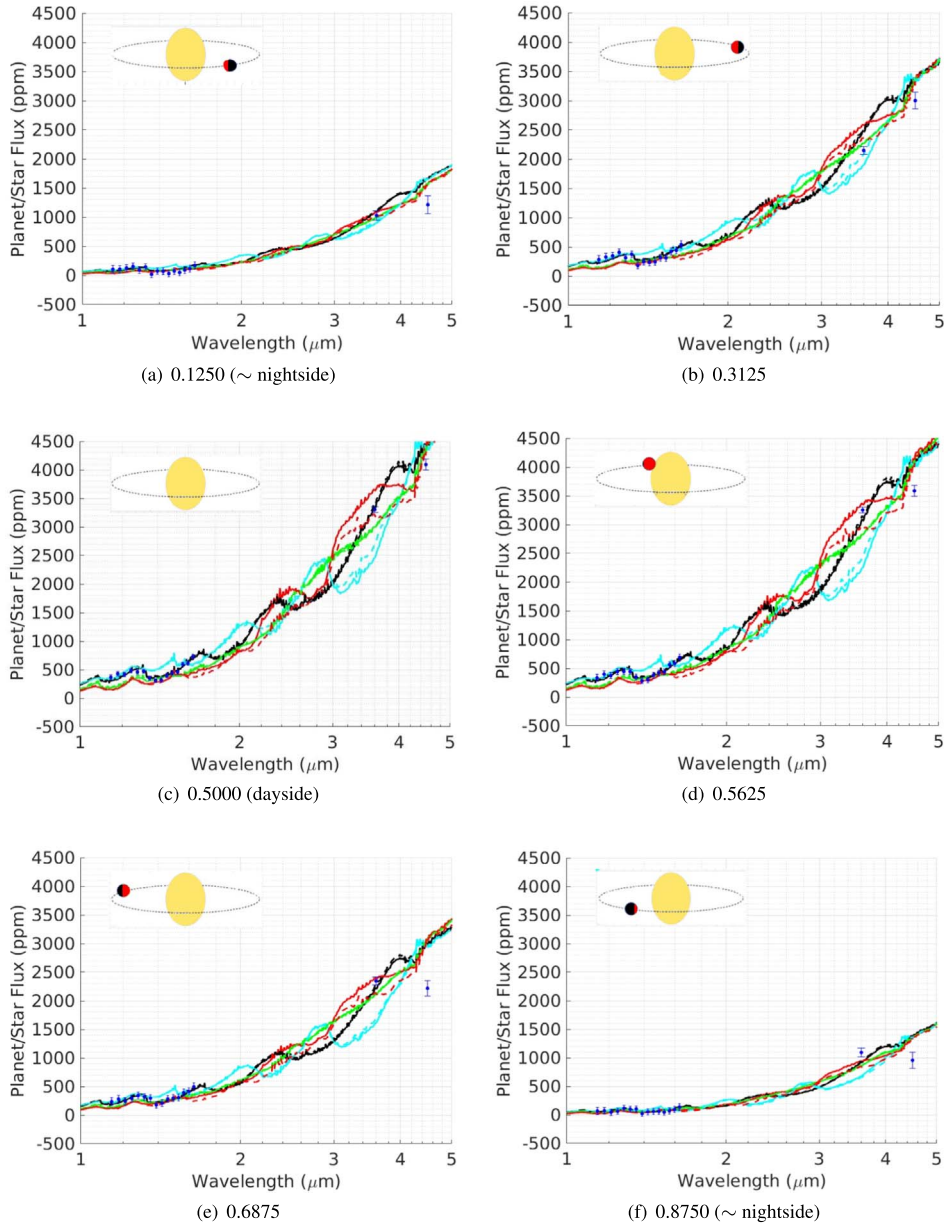 4500
4000
3500
3000
2500
2000
1500
1000
500
0
-500
Planet/Star Flux (ppm)
1 2 3 4 5
Wavelength (μm)
(a) 0.1250 (∼ nightside)
4500
4000
3500
3000
2500
2000
1500
1000
500
0
-500
Planet/Star Flux (ppm)
1 2 3 4 5
Wavelength (μm)
(b) 0.3125
4500
4000
3500
3000
2500
2000
1500
1000
500
0
-500
Planet/Star Flux (ppm)
1 2 3 4 5
Wavelength (μm)
(c) 0.5000 (dayside)
4500
4000
3500
3000
2500
2000
1500
1000
500
0
-500
Planet/Star Flux (ppm)
1 2 3 4 5
Wavelength (μm)
(d) 0.5625
4500
4000
3500
3000
2500
2000
1500
1000
500
0
-500
Planet/Star Flux (ppm)
1 2 3 4 5
Wavelength (μm)
(e) 0.6875
4500
4000
3500
3000
2500
2000
1500
1000
500
0
-500
Planet/Star Flux (ppm)
1 2 3 4 5
Wavelength (μm)
(f) 0.8750 (∼ nightside)